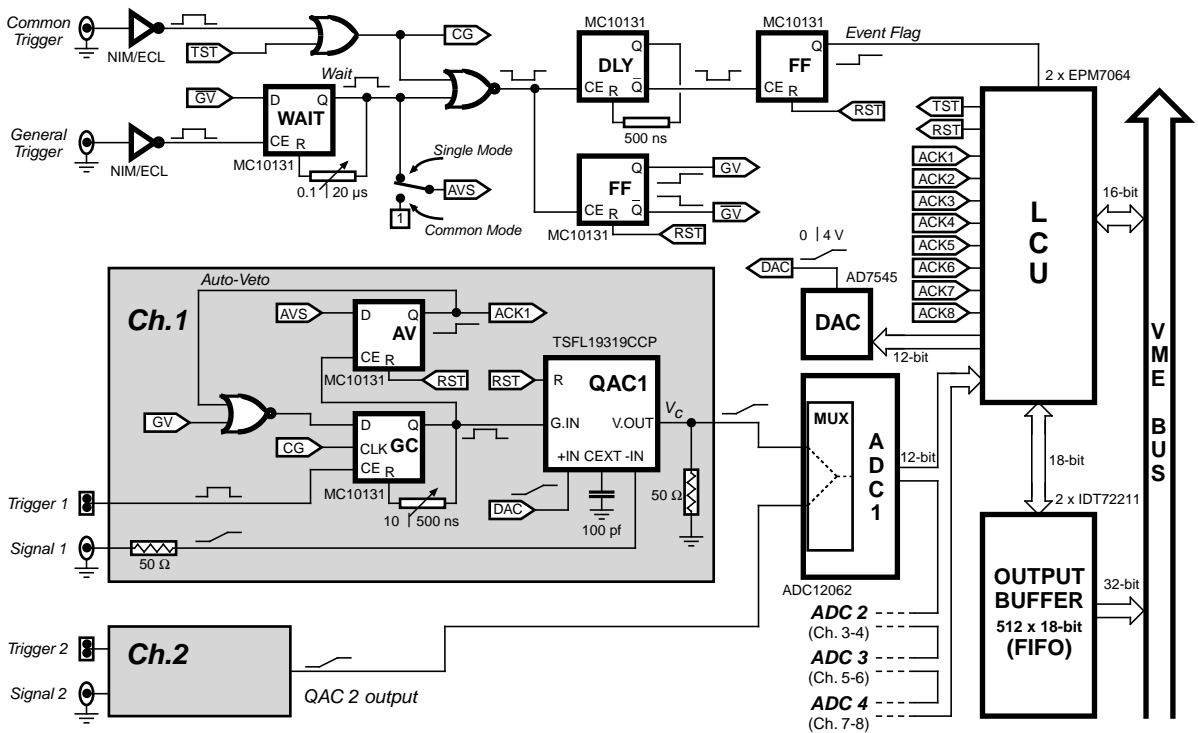 Common
Trigger
NIM/ECL
TST
CG
Wait
GV
D Q
WAIT
CE R
MC10131
0.1 | 20 µs
General
Trigger
NIM/ECL
Single Mode
AVS
1
Common Mode
MC10131
Q
DLY
CE R Q
500 ns
Q
FF
CE R Q
MC10131
GV
GV
RST
MC10131
Q
FF
CE R
RST
Event Flag
2 x EPM7064
TST
RST
ACK1
ACK2
ACK3
ACK4
ACK5
ACK6
ACK7
ACK8
LCU
16-bit
VME BUS
0 | 4 V
DAC
AD7545
DAC
12-bit
Ch.1
Auto-Veto
AVS
D Q
AV
CE R
MC10131
ACK1
RST
GV
CG
D Q
CLK GC
CE R
MC10131
10 | 500 ns
TSFL19319CCP
RST
R QAC1
G.IN V.OUT
+IN CEXT -IN
DAC
100 pf
VC
50 Ω
Trigger 1
Signal 1
50 Ω
MUX
ADC1
ADC12062
12-bit
18-bit
2 x IDT72211
OUTPUT
BUFFER
512 x 18-bit
(FIFO)
32-bit
ADC 2
(Ch. 3-4)
ADC 3
(Ch. 5-6)
ADC 4
(Ch. 7-8)
Trigger 2
Signal 2
Ch.2
QAC 2 output